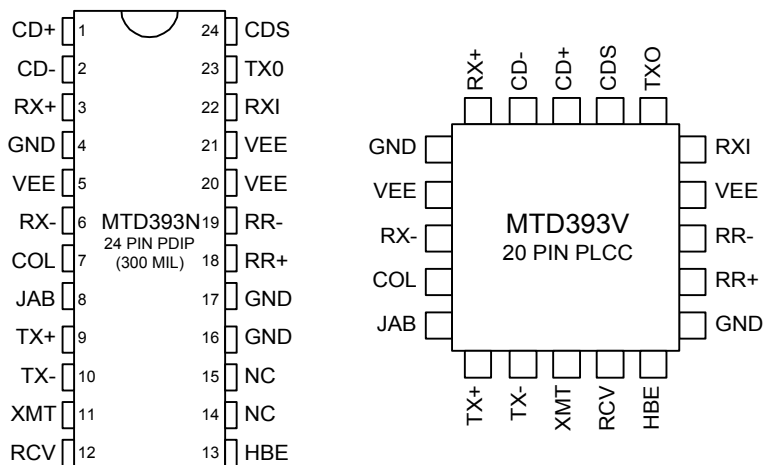 CD+ 1 24 CDS
CD- 2 23 TX0
RX+ 3 22 RXI
GND 4 21 VEE
VEE 5 20 VEE
RX- 6 MTD393N 19 RR-
24 PIN PDIP
(300 MIL)
COL 7 18 RR+
JAB 8 17 GND
TX+ 9 16 GND
TX- 10 15 NC
XMT 11 14 NC
RCV 12 13 HBE
RX+ CD- CD+ CDS TXO
GND RXI
VEE VEE
RX- MTD393V RR-
20 PIN PLCC
COL RR+
JAB GND
TX+ TX- XMT RCV HBE